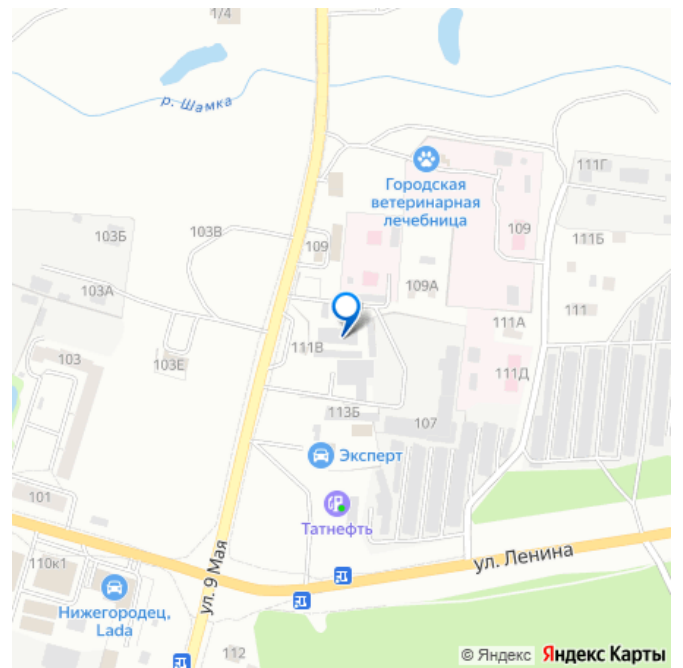 1/4
р. Шамка
Городская
ветеринарная
лечебница
111Г
103Б
103В
109
109
111Б
103А
109А
111
111А
103
103Е
111В
111Д
113Б
107
Эксперт
101
Татнефть
ул. 9 Мая
ул. Ленина
110к1
Нижегородец,
Lada
112
© Яндекс Яндекс Карты